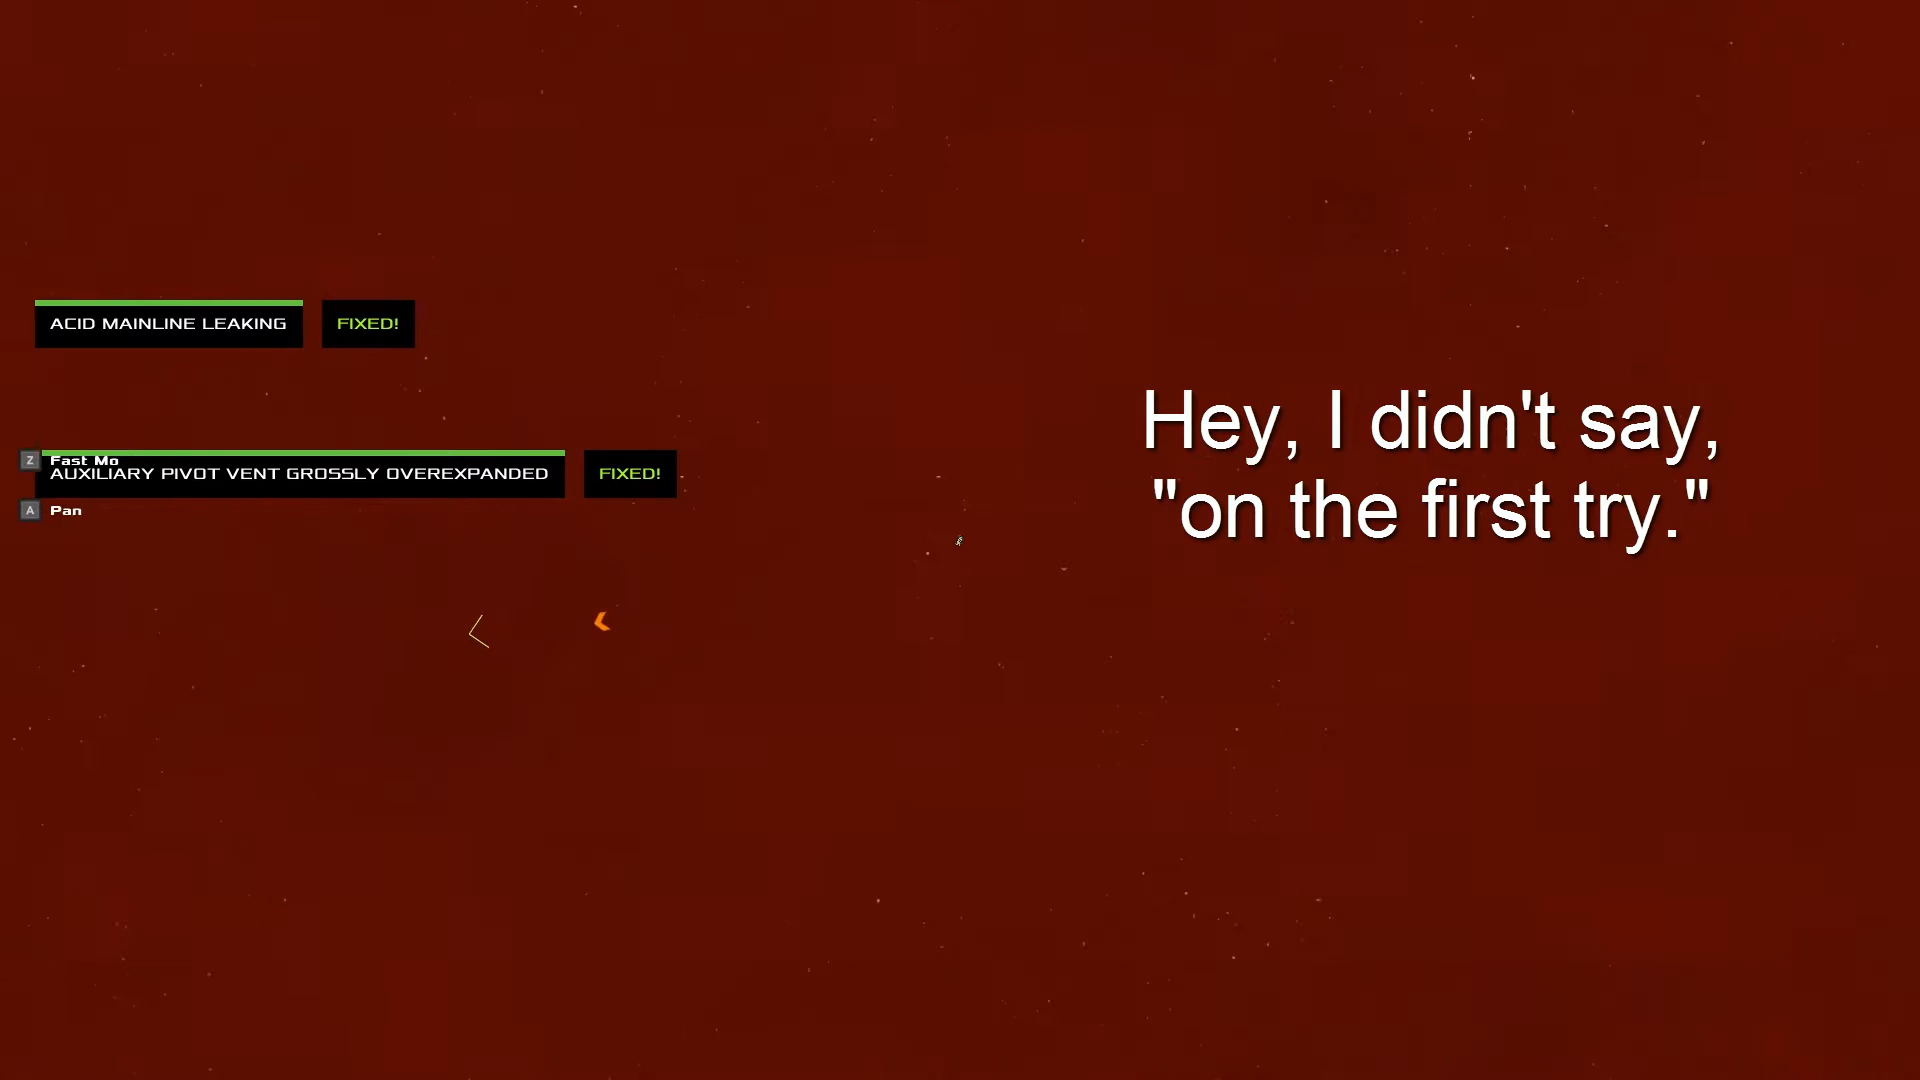 ACID MAINLINE LEAKING FIXED!
Z Fast Mo
AUXILIARY PIVOT VENT GROSSLY OVEREXPANDED FIXED!
A Pan
Hey, I didn't say,
"on the first try."